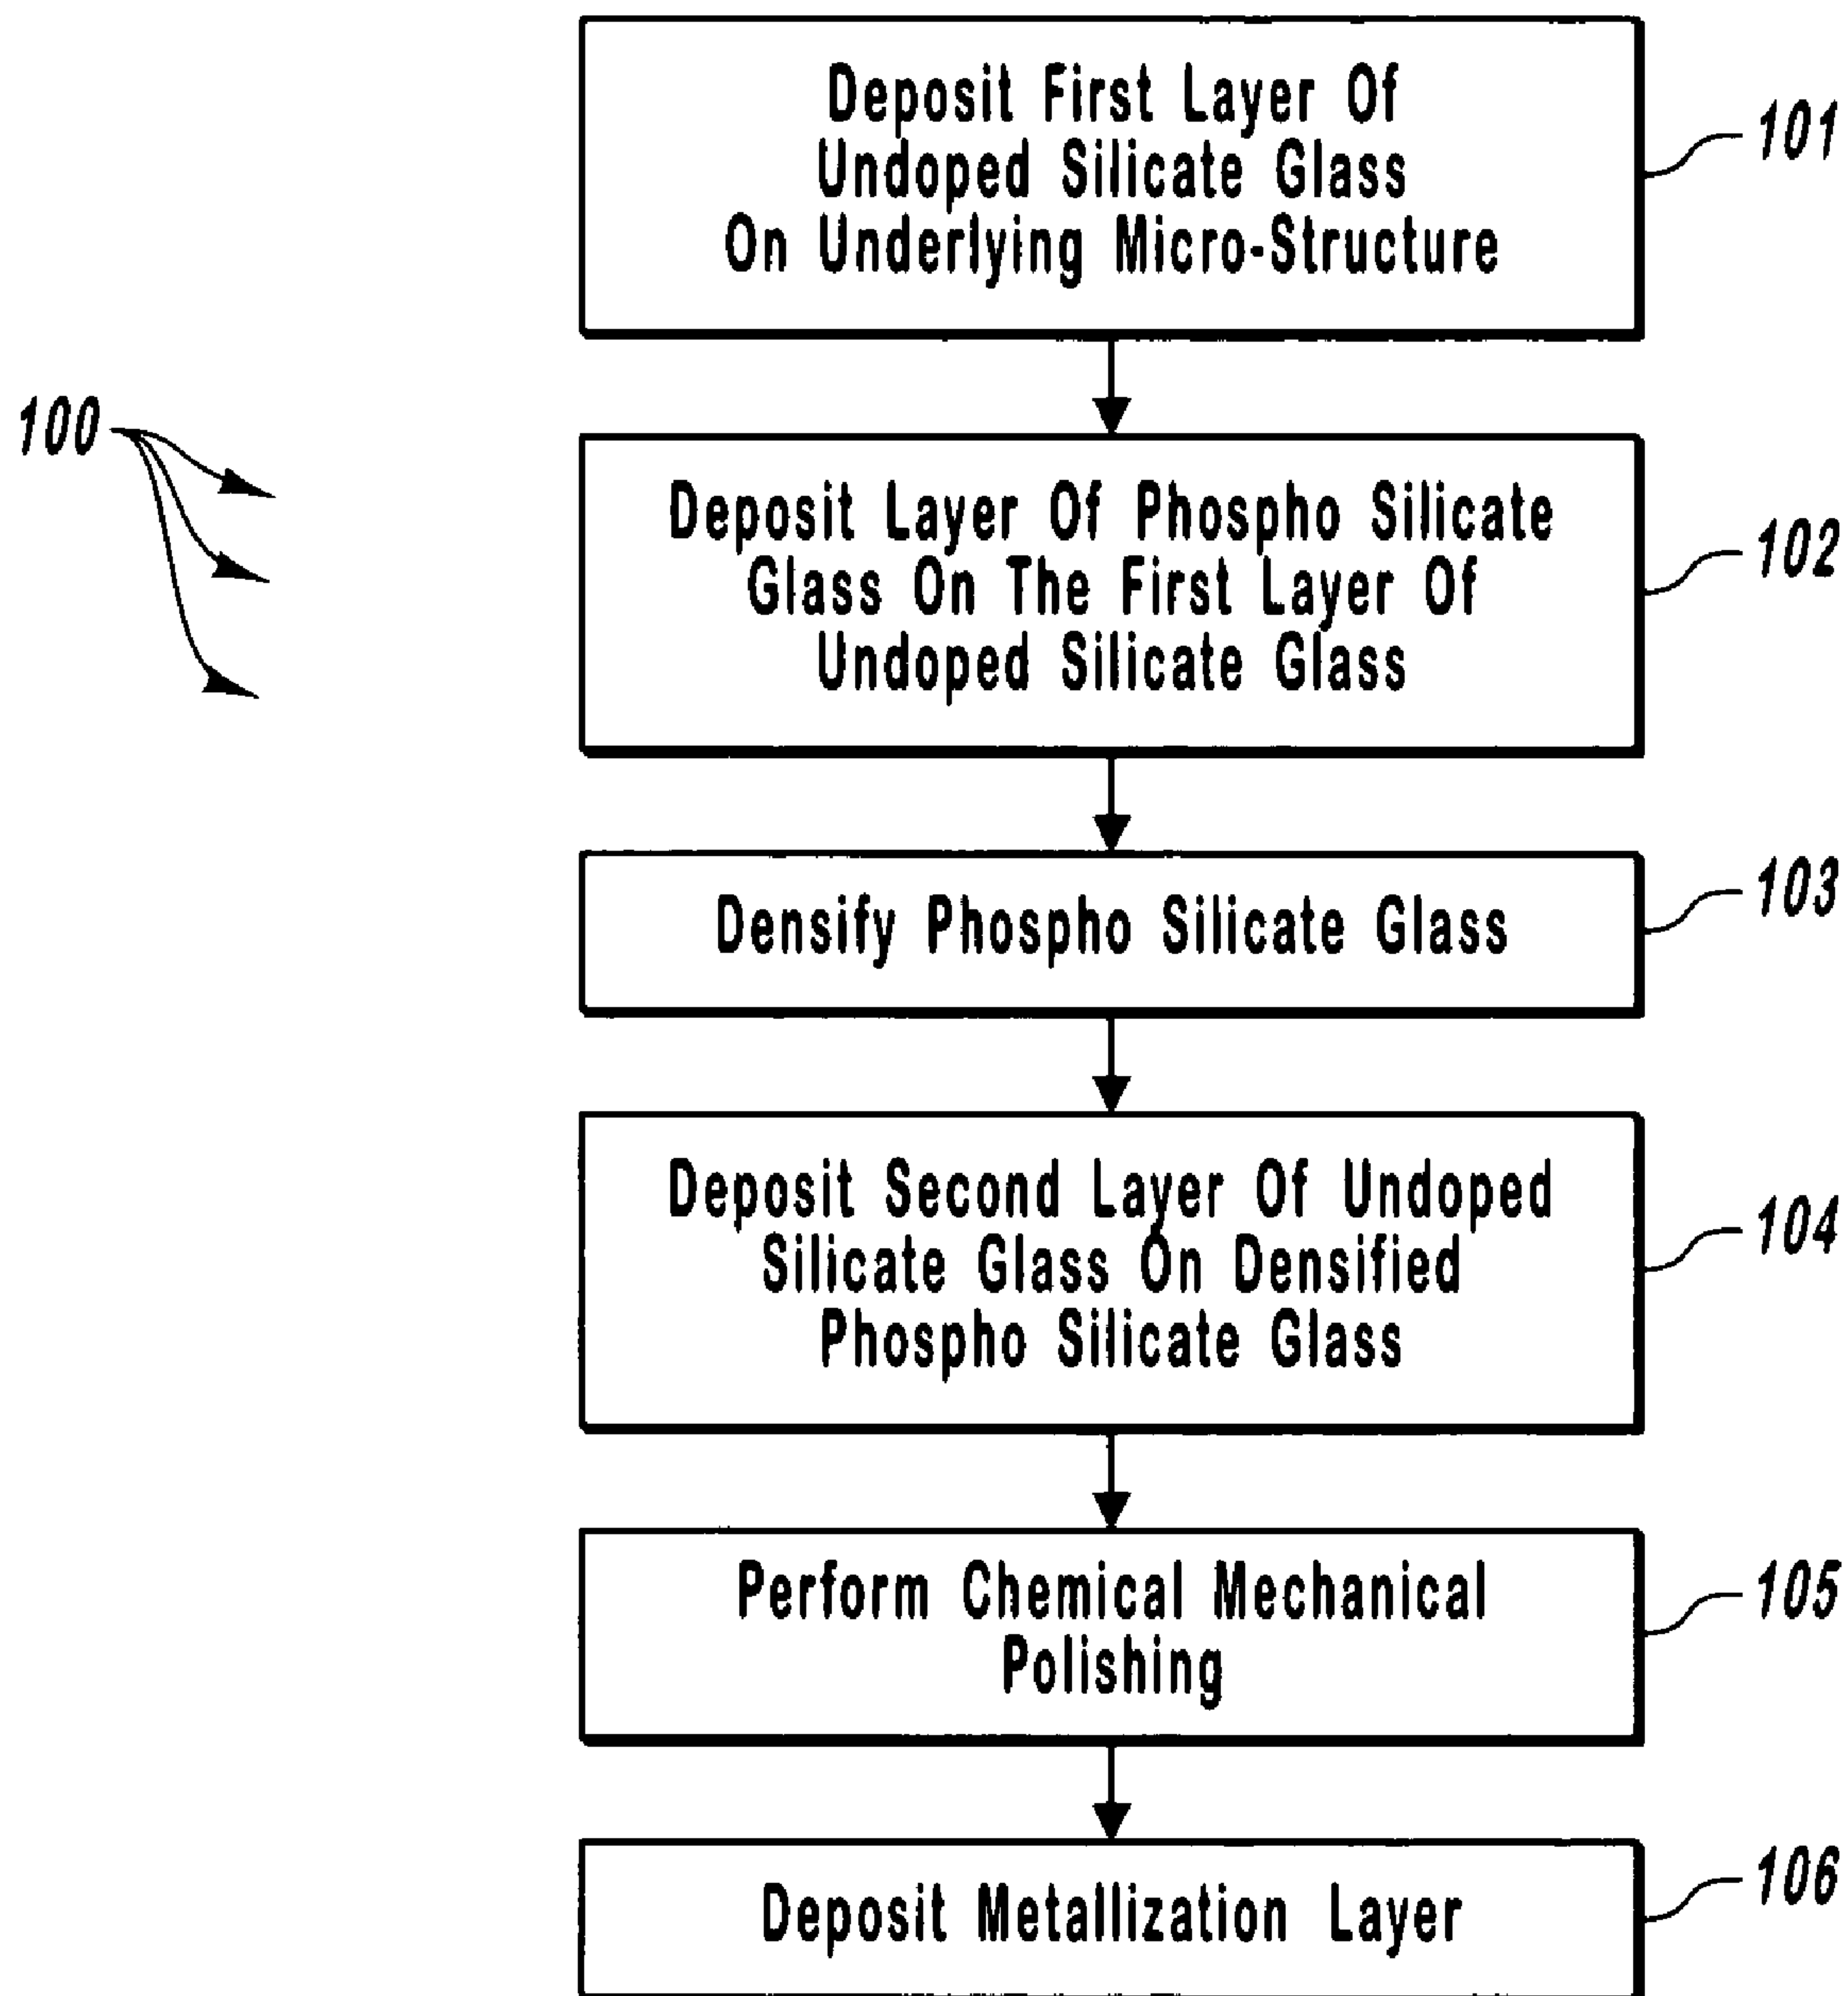 Deposit First Layer Of
Undoped Silicate Glass
On Underlying Micro-Structure
101
100
Deposit Layer Of Phospho Silicate
Glass On The First Layer Of
Undoped Silicate Glass
102
Densify Phospho Silicate Glass
103
Deposit Second Layer Of Undoped
Silicate Glass On Densified
Phospho Silicate Glass
104
Perform Chemical Mechanical
Polishing
105
Deposit Metallization Layer
106